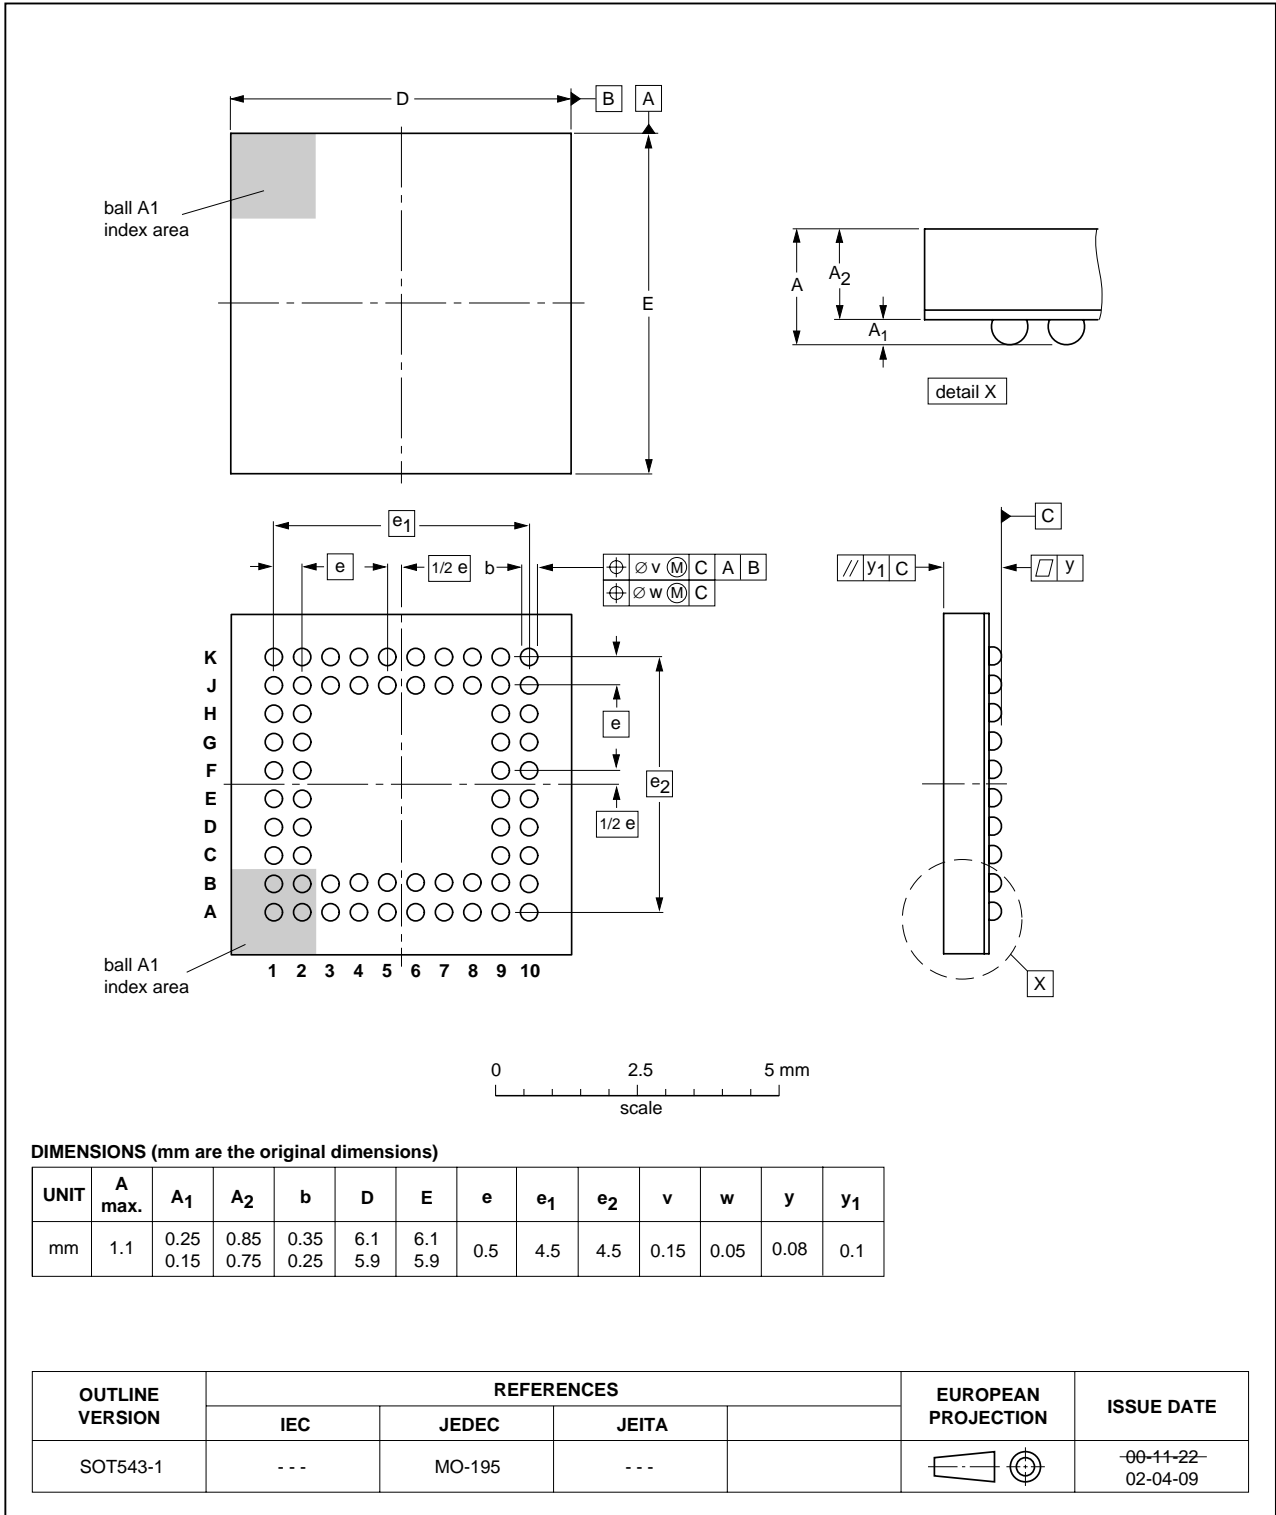 D B A
ball A1
index area
E
A A2
A1
detail X
e1
e 1/2 e b ⌖ ∅ v Ⓜ C A B
⌖ ∅ w Ⓜ C
C
// y1 C ▱ y
K
J
H
G
F
E
D
C
B
A
e
e2
1/2 e
ball A1
index area
1 2 3 4 5 6 7 8 9 10
X
0 2.5 5 mm
scale
DIMENSIONS (mm are the original dimensions)
UNIT A max. A1 A2 b D E e e1 e2 v w y y1
mm 1.1 0.25 0.15 0.85 0.75 0.35 0.25 6.1 5.9 6.1 5.9 0.5 4.5 4.5 0.15 0.05 0.08 0.1
OUTLINE VERSION REFERENCES EUROPEAN PROJECTION ISSUE DATE
IEC JEDEC JEITA
SOT543-1 - - - MO-195 - - - 00-11-22
02-04-09